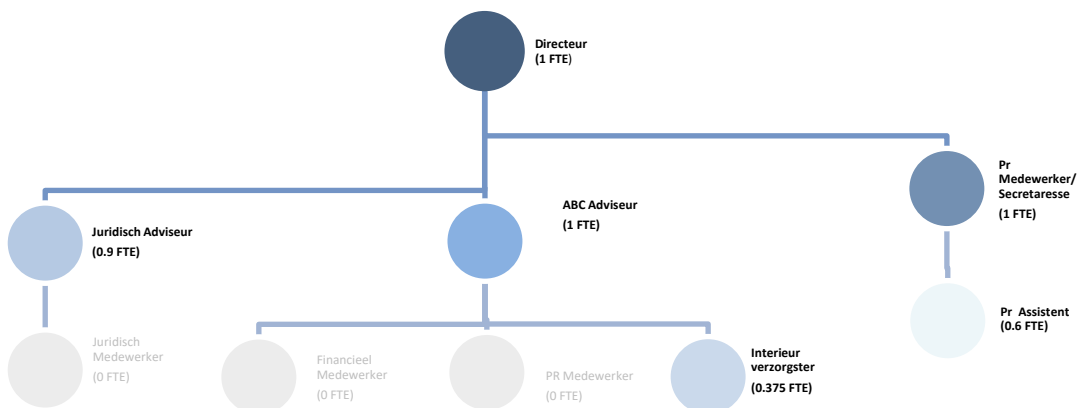 Directeur
(1 FTE)
Pr
Medewerker/
Secretaresse
(1 FTE)
ABC Adviseur
(1 FTE)
Juridisch Adviseur
(0.9 FTE)
Pr Assistent
(0.6 FTE)
Juridisch
Medewerker
(0 FTE)
Financieel
Medewerker
(0 FTE)
PR Medewerker
(0 FTE)
Interieur
verzorgster
(0.375 FTE)